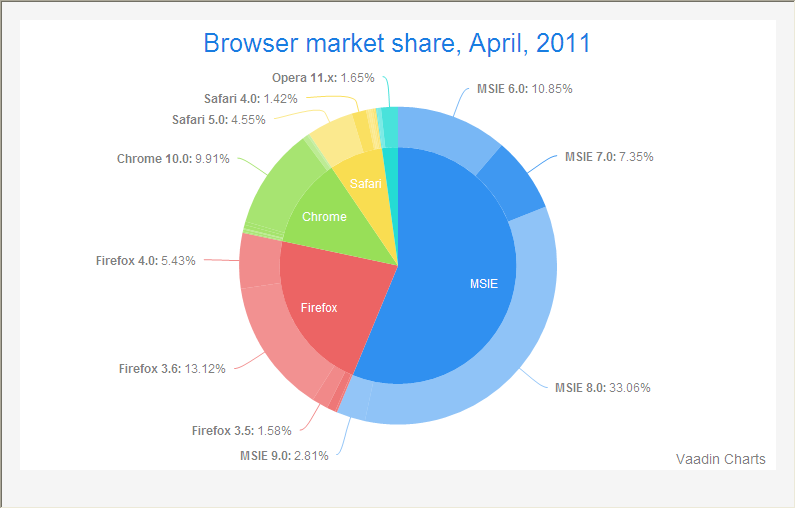 Browser market share, April, 2011
Opera 11.x: 1.65%
MSIE 6.0: 10.85%
Safari 4.0: 1.42%
Safari 5.0: 4.55%
MSIE 7.0: 7.35%
Chrome 10.0: 9.91%
Safari
Chrome
Firefox 4.0: 5.43%
MSIE
Firefox
Firefox 3.6: 13.12%
MSIE 8.0: 33.06%
Firefox 3.5: 1.58%
MSIE 9.0: 2.81%
Vaadin Charts